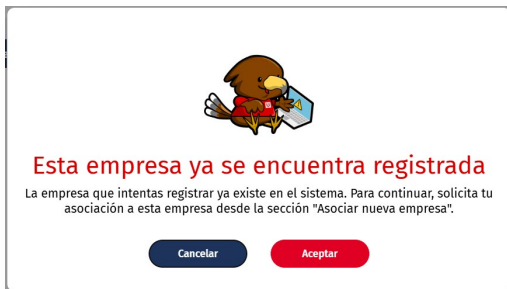 Esta empresa ya se encuentra registrada
La empresa que intentas registrar ya existe en el sistema. Para continuar, solicita tu
asociación a esta empresa desde la sección "Asociar nueva empresa".
Cancelar
Aceptar